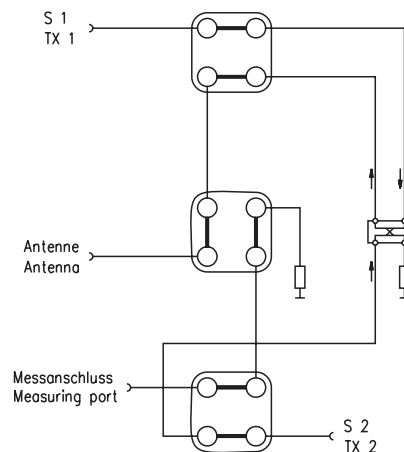 S 1
TX 1
Antenne
Antenna
Messanschluss
Measuring port
S 2
TX 2